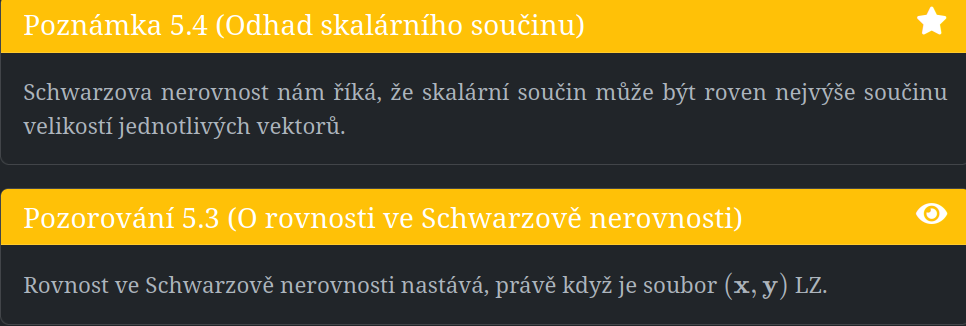 Poznámka 5.4 (Odhad skalárního součinu)
Schwarzova nerovnost nám říká, že skalární součin může být roven nejvýše součinu
velikostí jednotlivých vektorů.
Pozorování 5.3 (O rovnosti ve Schwarzově nerovnosti)
Rovnost ve Schwarzově nerovnosti nastává, právě když je soubor (x, y) LZ.